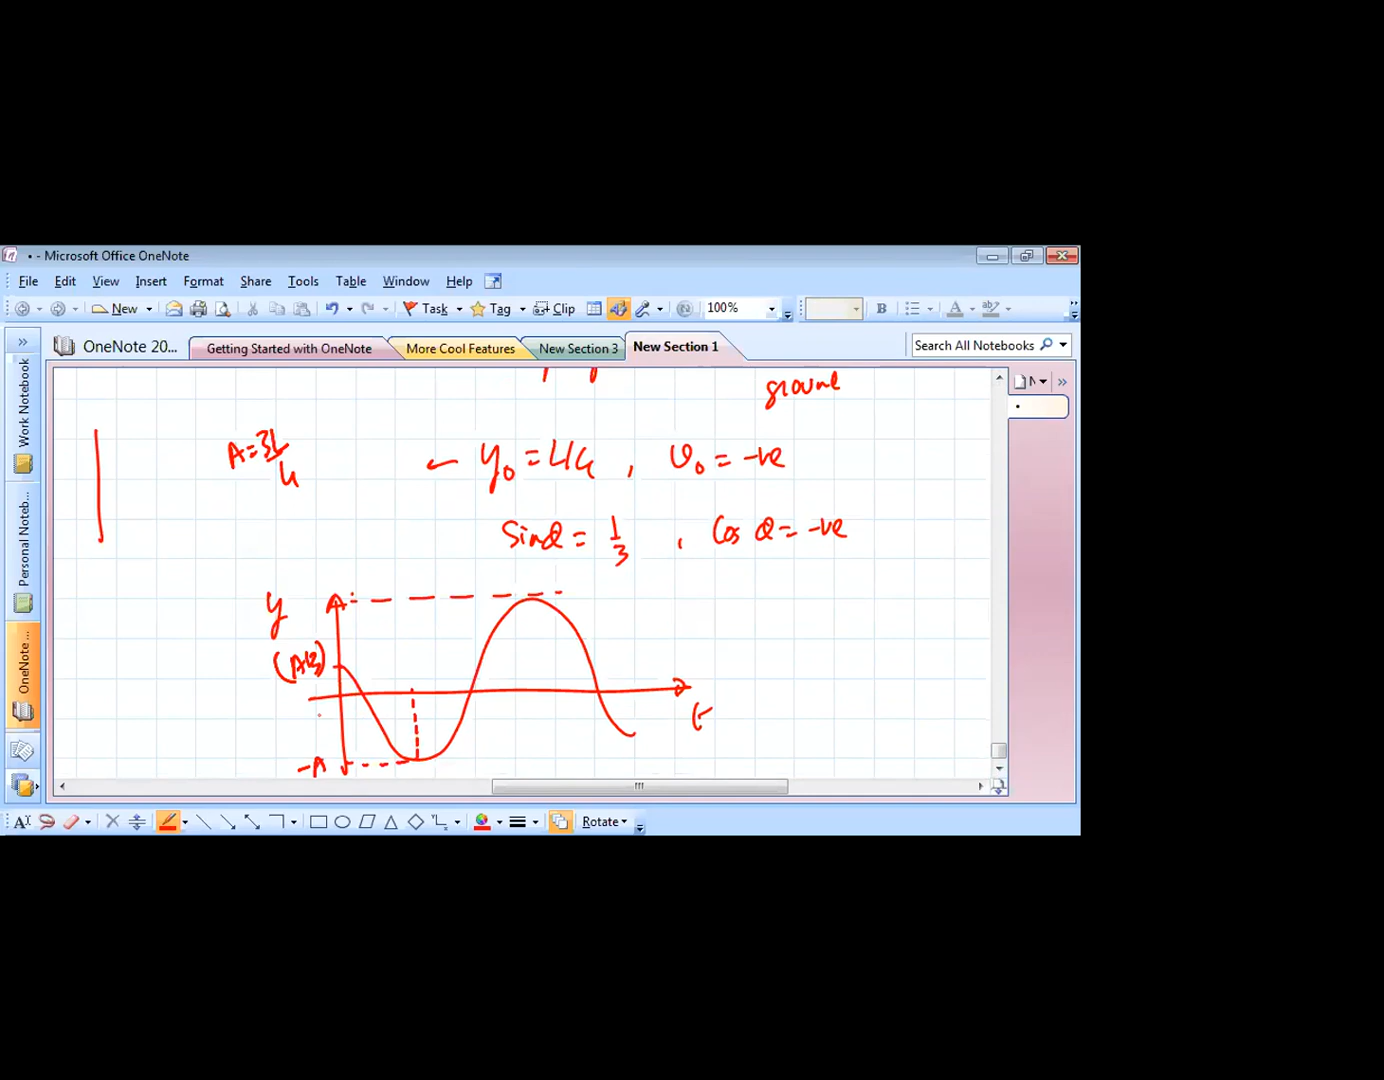 • - Microsoft Office OneNote
File Edit View Insert Format Share Tools Table Window Help
New Task Tag Clip 100% B A ab
OneNote 20... Getting Started with OneNote More Cool Features New Section 3 New Section 1 Search All Notebooks
Work Notebook
Personal Noteb...
OneNote ...
N
•
ground
A=3L/4
← y₀ = L/4 , v₀ = -ve
Sinθ = 1/3 , Cos θ = -ve
y A
(A/3)
t
-A
A Rotate